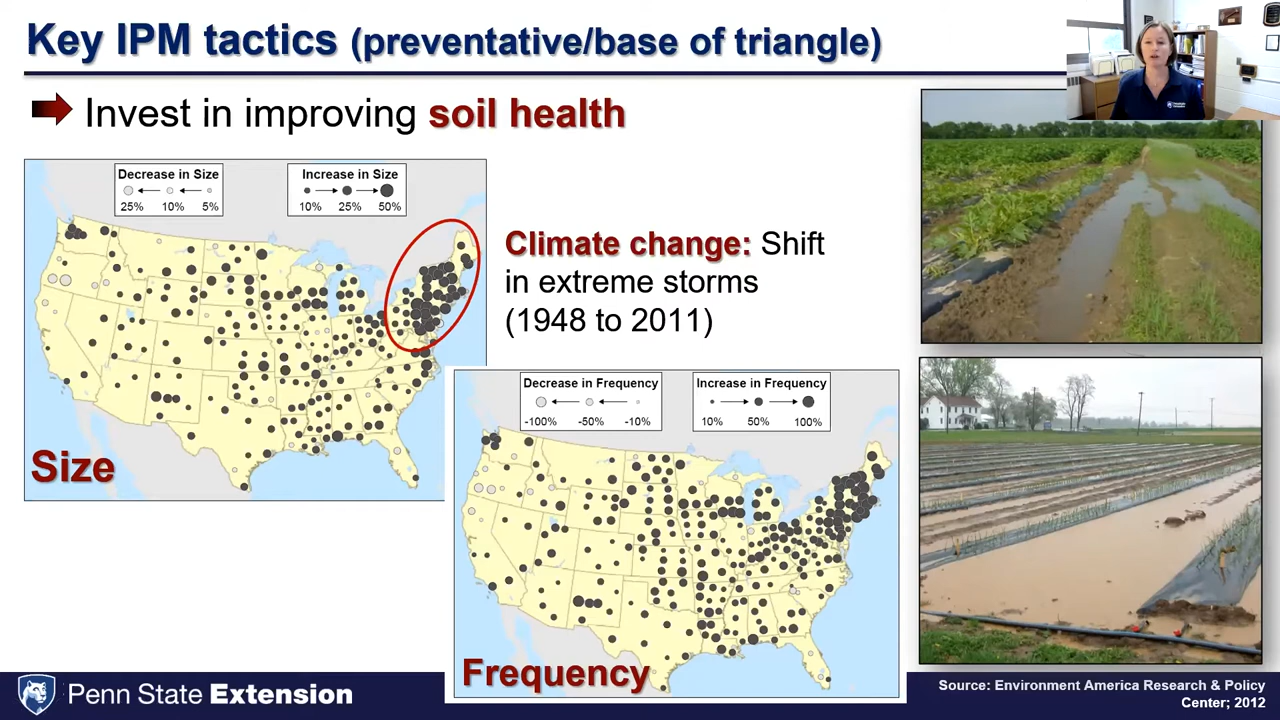 Key IPM tactics (preventative/base of triangle)
Invest in improving soil health
Decrease in Size
25% 10% 5%
Increase in Size
10% 25% 50%
Size
Climate change: Shift
in extreme storms
(1948 to 2011)
Decrease in Frequency
-100% -50% -10%
Increase in Frequency
10% 50% 100%
Frequency
Penn State Extension
Source: Environment America Research & Policy
Center; 2012